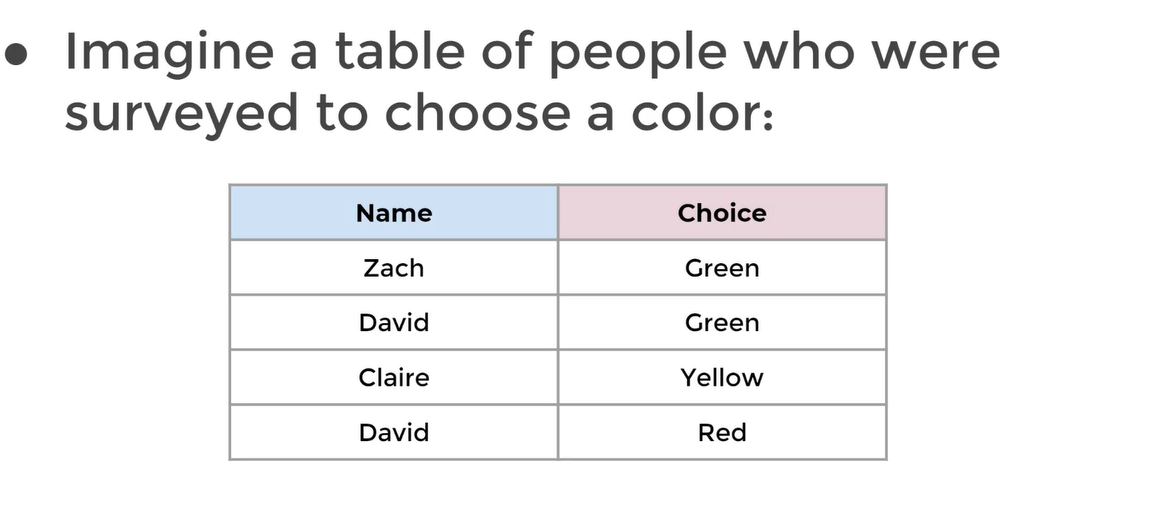 • Imagine a table of people who were
surveyed to choose a color:
Name Choice
Zach Green
David Green
Claire Yellow
David Red